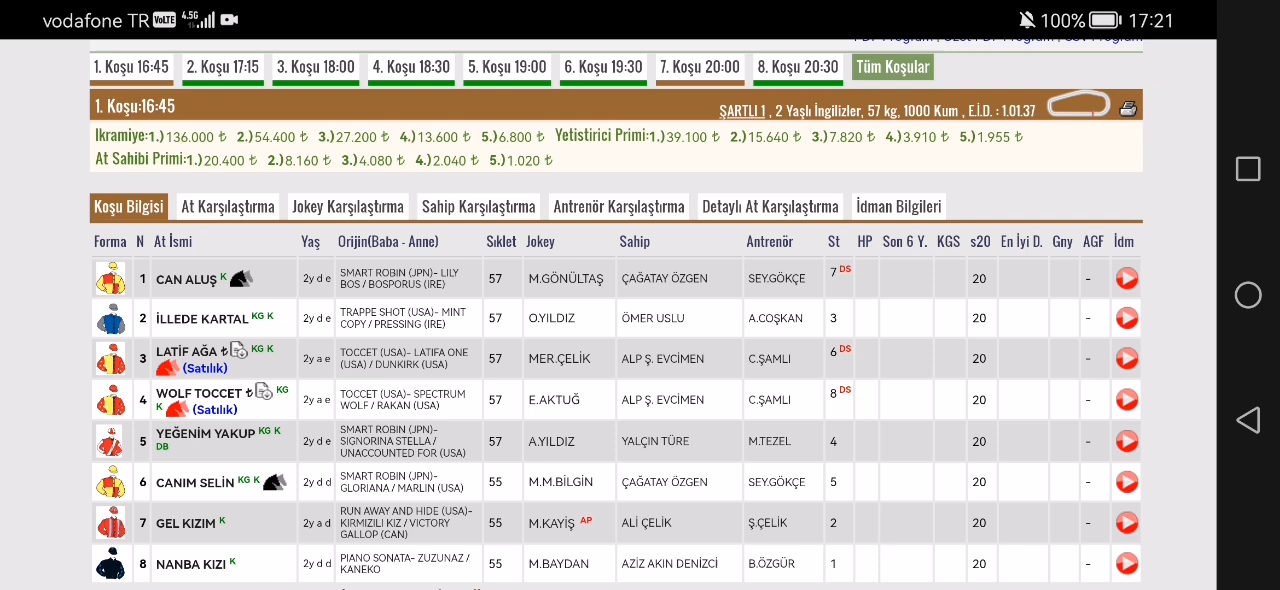 vodafone TR VoLTE 4.5G 100% 17:21
PDF Program , Özet PDF Program , CSV Program
1. Koşu 16:45 2. Koşu 17:15 3. Koşu 18:00 4. Koşu 18:30 5. Koşu 19:00 6. Koşu 19:30 7. Koşu 20:00 8. Koşu 20:30 Tüm Koşular
1. Koşu:16:45 ŞARTLI 1 , 2 Yaşlı İngilizler, 57 kg, 1000 Kum , E.İ.D. : 1.01.37
Ikramiye:1.)136.000 ₺ 2.)54.400 ₺ 3.)27.200 ₺ 4.)13.600 ₺ 5.)6.800 ₺ Yetistirici Primi:1.)39.100 ₺ 2.)15.640 ₺ 3.)7.820 ₺ 4.)3.910 ₺ 5.)1.955 ₺
At Sahibi Primi:1.)20.400 ₺ 2.)8.160 ₺ 3.)4.080 ₺ 4.)2.040 ₺ 5.)1.020 ₺
Koşu Bilgisi At Karşılaştırma Jokey Karşılaştırma Sahip Karşılaştırma Antrenör Karşılaştırma Detaylı At Karşılaştırma İdman Bilgileri
Forma N At İsmi Yaş Orijin(Baba - Anne) Sıklet Jokey Sahip Antrenör St HP Son 6 Y. KGS s20 En İyi D. Gny AGF İdm
1 CAN ALUŞ K 2y d e SMART ROBIN (JPN)- LILY BOS / BOSPORUS (IRE) 57 M.GÖNÜLTAŞ ÇAĞATAY ÖZGEN SEY.GÖKÇE 7 DS 20 -
2 İLLEDE KARTAL KG K 2y d e TRAPPE SHOT (USA)- MINT COPY / PRESSING (IRE) 57 O.YILDIZ ÖMER USLU A.COŞKAN 3 20 -
3 LATİF AĞA ₺ KG K (Satılık) 2y a e TOCCET (USA)- LATIFA ONE (USA) / DUNKIRK (USA) 57 MER.ÇELİK ALP Ş. EVCİMEN C.ŞAMLI 6 DS 20 -
4 WOLF TOCCET ₺ KG K (Satılık) 2y a e TOCCET (USA)- SPECTRUM WOLF / RAKAN (USA) 57 E.AKTUĞ ALP Ş. EVCİMEN C.ŞAMLI 8 DS 20 -
5 YEĞENİM YAKUP KG K DB 2y d e SMART ROBIN (JPN)- SIGNORINA STELLA / UNACCOUNTED FOR (USA) 57 A.YILDIZ YALÇIN TÜRE M.TEZEL 4 20 -
6 CANIM SELİN KG K 2y d d SMART ROBIN (JPN)- GLORIANA / MARLIN (USA) 55 M.M.BİLGİN ÇAĞATAY ÖZGEN SEY.GÖKÇE 5 20 -
7 GEL KIZIM K 2y a d RUN AWAY AND HIDE (USA)- KIRMIZILI KIZ / VICTORY GALLOP (CAN) 55 M.KAYİŞ AP ALİ ÇELİK Ş.ÇELİK 2 20 -
8 NANBA KIZI K 2y d d PIANO SONATA- ZUZUNAZ / KANEKO 55 M.BAYDAN AZİZ AKIN DENİZCİ B.ÖZGÜR 1 20 -